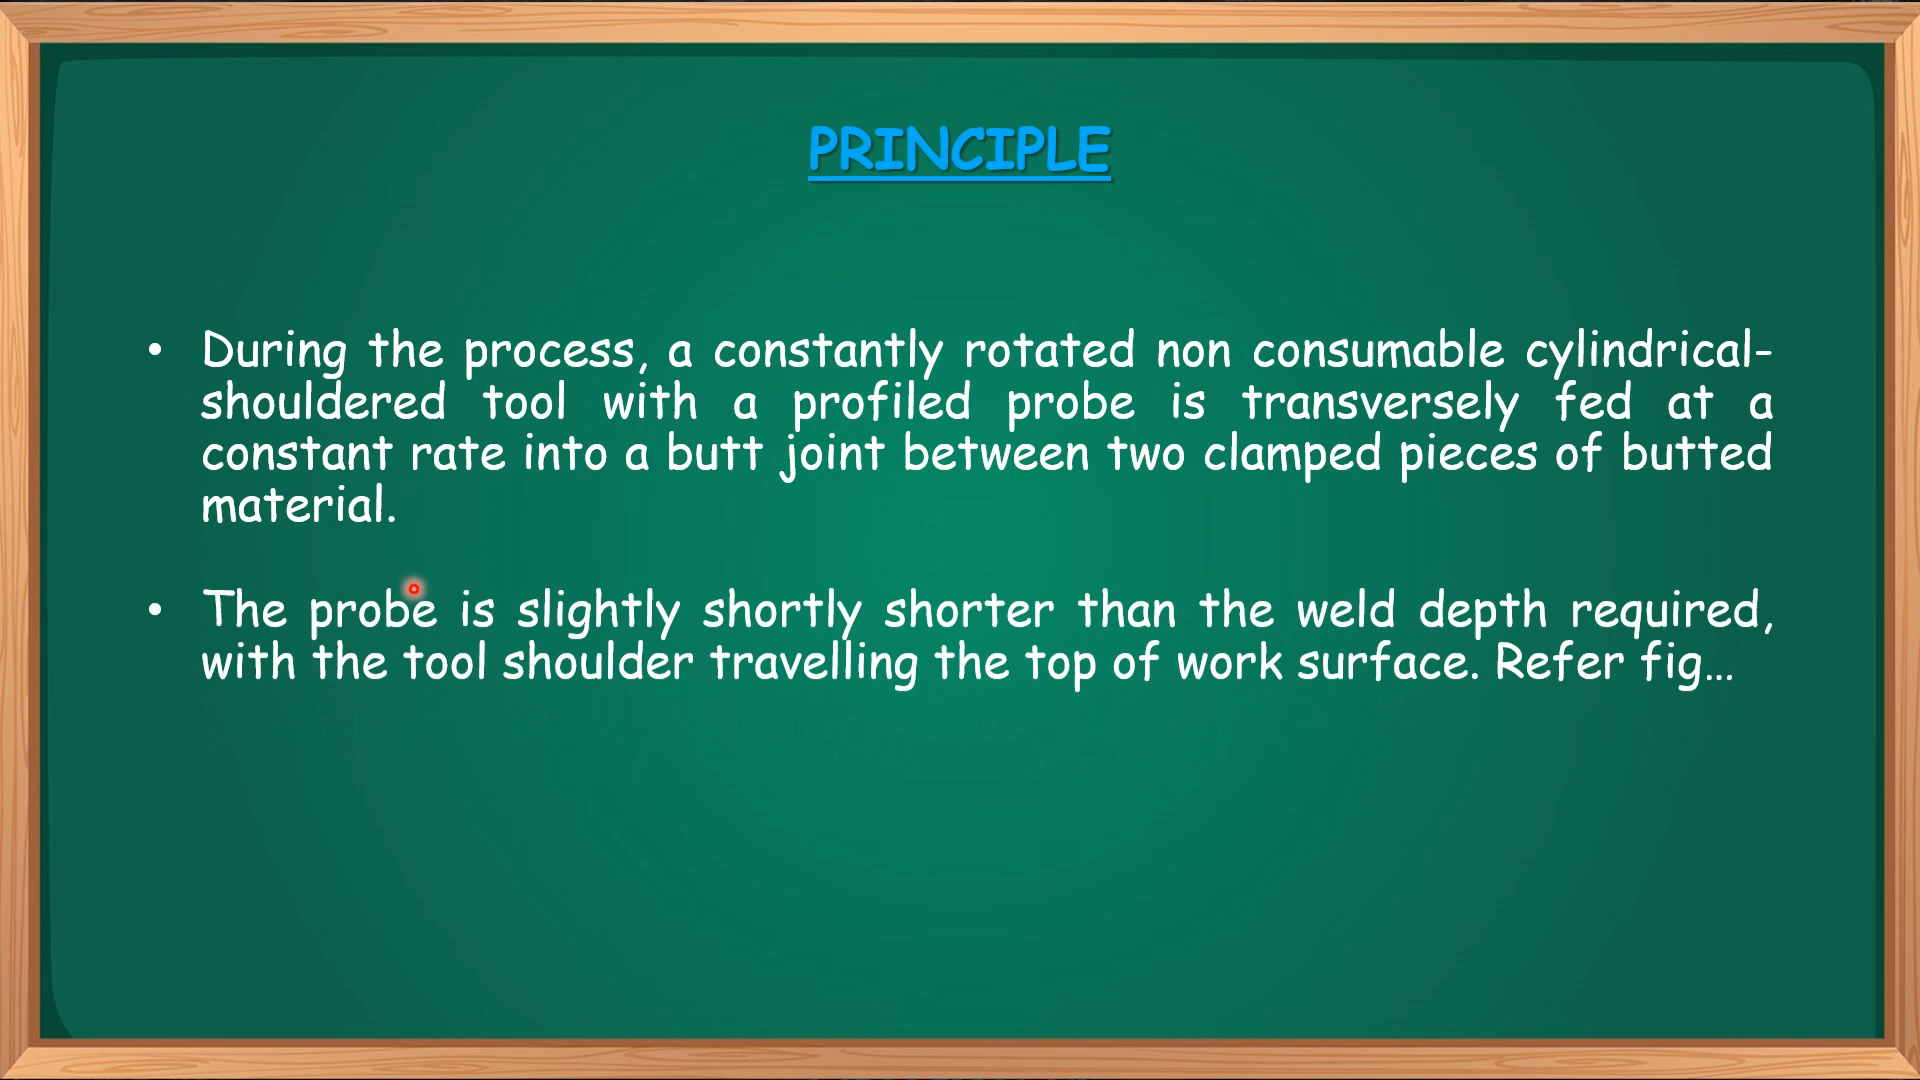 PRINCIPLE
• During the process, a constantly rotated non consumable cylindrical-
shouldered tool with a profiled probe is transversely fed at a
constant rate into a butt joint between two clamped pieces of butted
material.
• The probe is slightly shortly shorter than the weld depth required,
with the tool shoulder travelling the top of work surface. Refer fig...